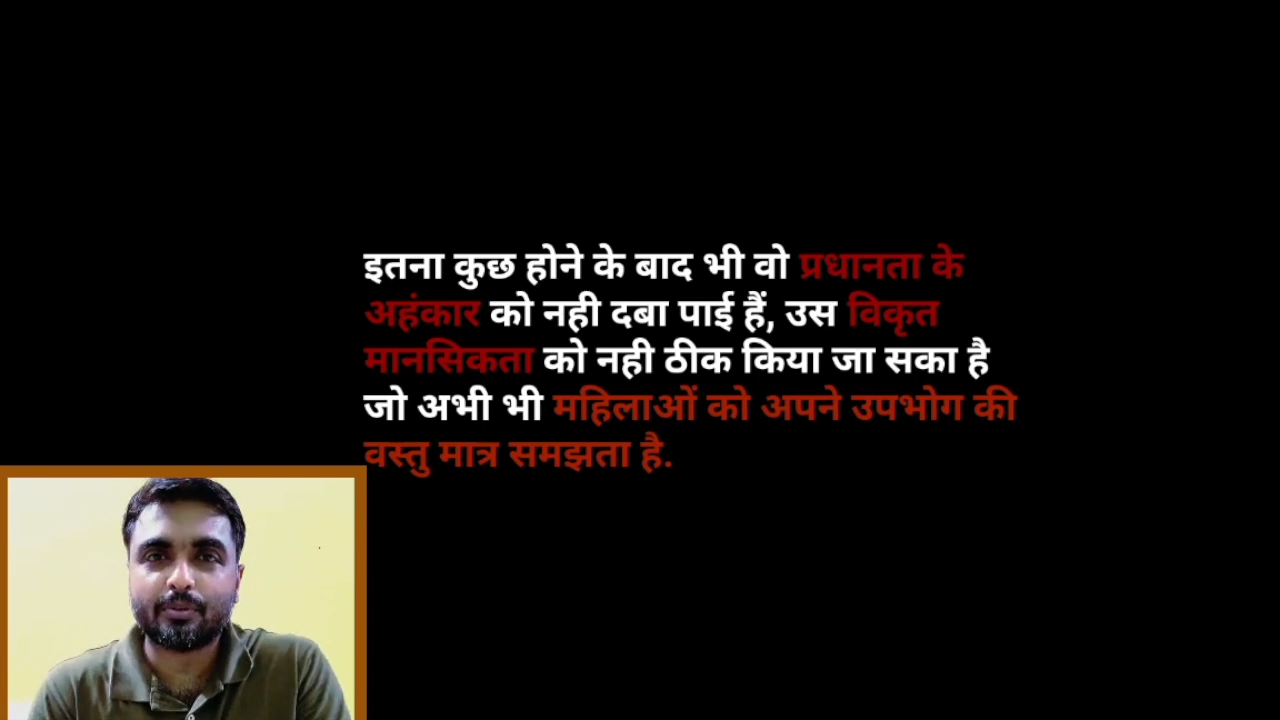 इतना कुछ होने के बाद भी वो प्रधानता के
अहंकार को नही दबा पाई हैं, उस विकृत
मानसिकता को नही ठीक किया जा सका है
जो अभी भी महिलाओं को अपने उपभोग की
वस्तु मात्र समझता है.